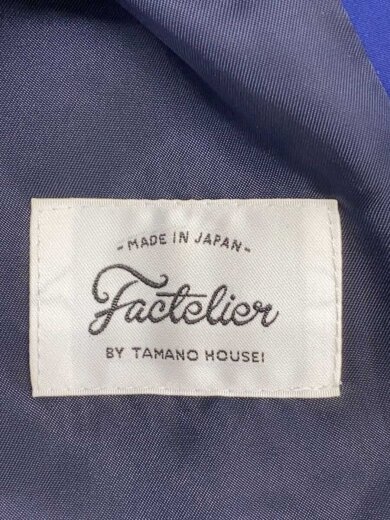 - MADE IN JAPAN -
Factelier
BY TAMANO HOUSEI